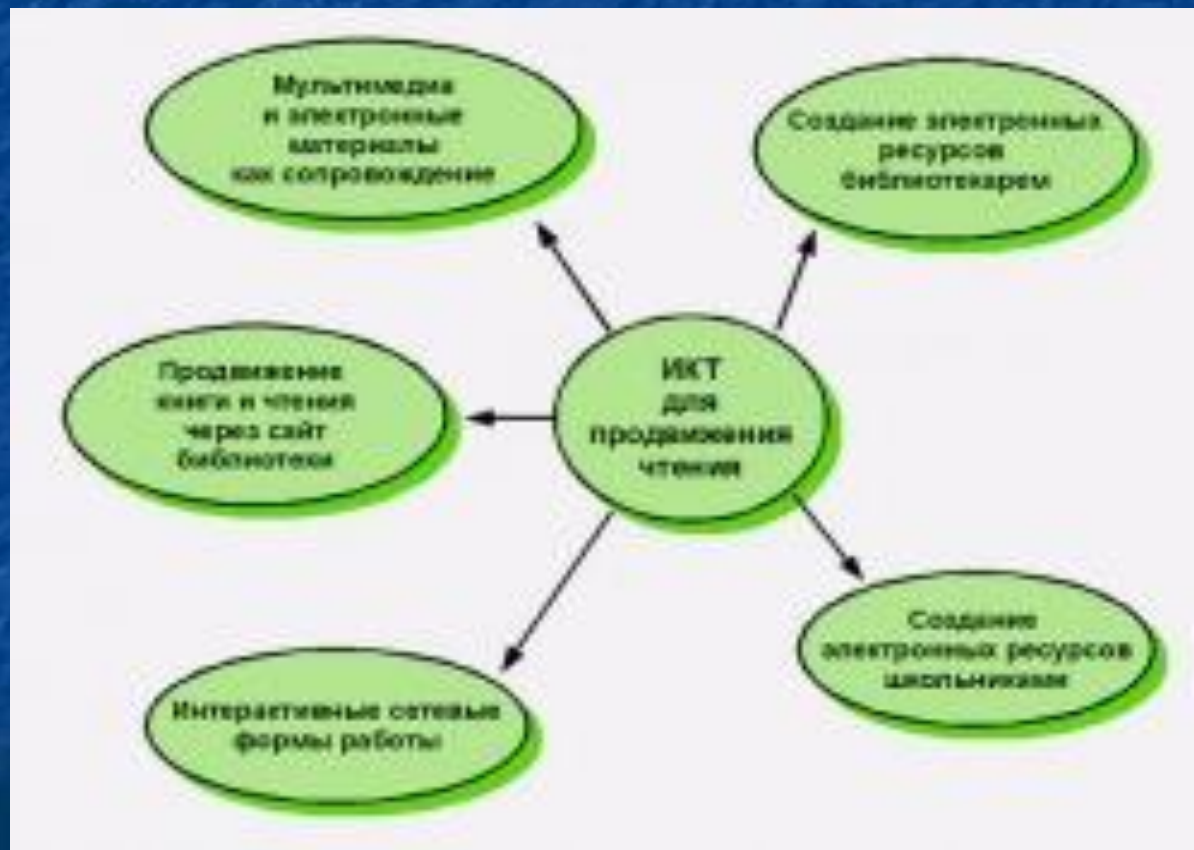 Мультимедиа
и электронные
материалы
как сопровождение
Создание электронных
ресурсов
библиотекарем
Продвижение
книги и чтения
через сайт
библиотеки
ИКТ
для
продвижения
чтения
Создание
электронных ресурсов
школьниками
Интерактивные сетевые
формы работы